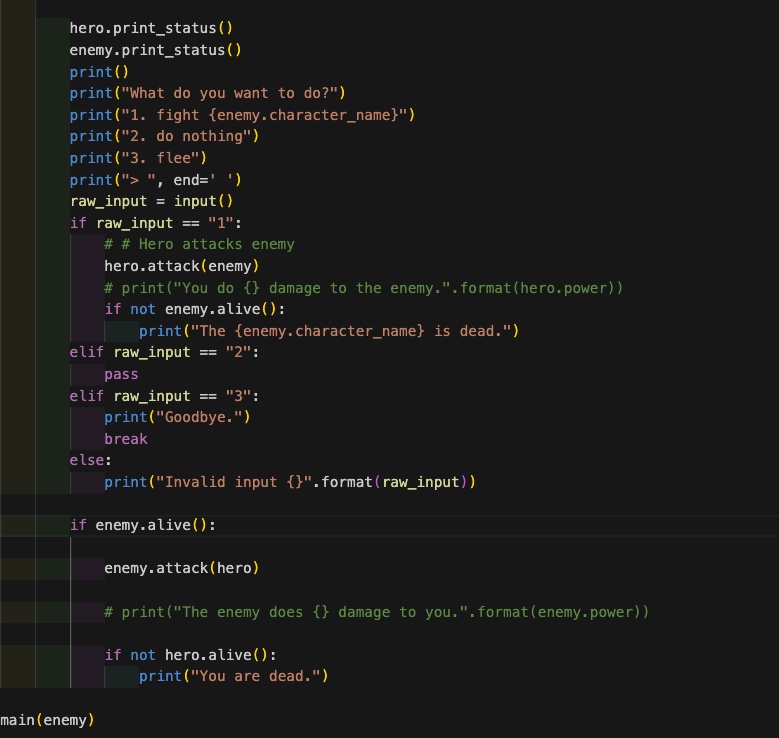 hero.print_status()
enemy.print_status()
print()
print("What do you want to do?")
print("1. fight {enemy.character_name}")
print("2. do nothing")
print("3. flee")
print("> ", end=' ')
raw_input = input()
if raw_input == "1":
# # Hero attacks enemy
hero.attack(enemy)
# print("You do {} damage to the enemy.".format(hero.power))
if not enemy.alive():
print("The {enemy.character_name} is dead.")
elif raw_input == "2":
pass
elif raw_input == "3":
print("Goodbye.")
break
else:
print("Invalid input {}".format(raw_input))
if enemy.alive():
enemy.attack(hero)
# print("The enemy does {} damage to you.".format(enemy.power))
if not hero.alive():
print("You are dead.")
main(enemy)